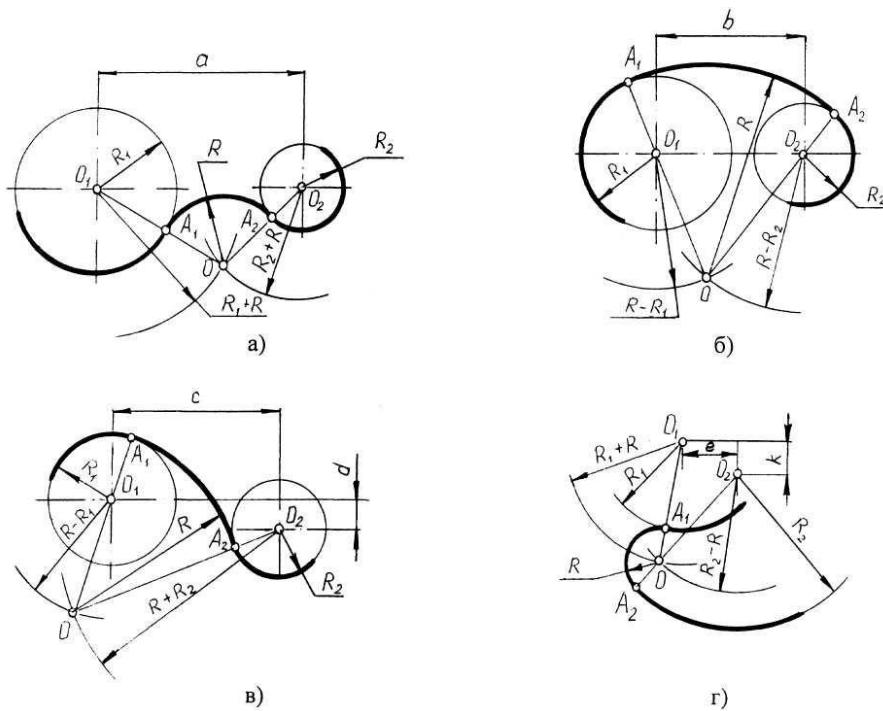 a
R₁
R
R₂
O₁
O₂
A₁
A₂
O
R₂+R
R₁+R
а)
b
A₁
A₂
R
R₁
O₁
O₂
R₂
R–R₂
O
R–R₁
б)
c
A₁
d
R₁
O₁
R–R₁
R
O₂
A₂
R₂
R+R₂
O
в)
O₁
R₁+R
e
k
R₁
O₂
A₁
R₂
R
O
R₂–R
A₂
г)